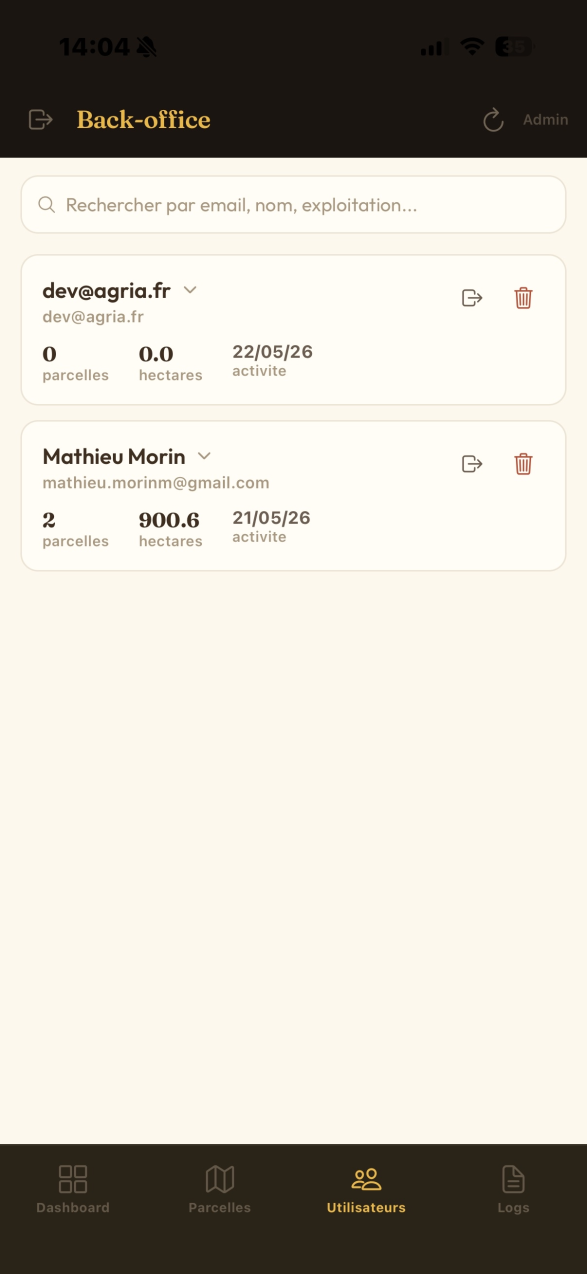 14:04
35
Back-office
Admin
Rechercher par email, nom, exploitation...
dev@agria.fr
dev@agria.fr
0 0.0 22/05/26
parcelles hectares activite
Mathieu Morin
mathieu.morinm@gmail.com
2 900.6 21/05/26
parcelles hectares activite
Dashboard Parcelles Utilisateurs Logs